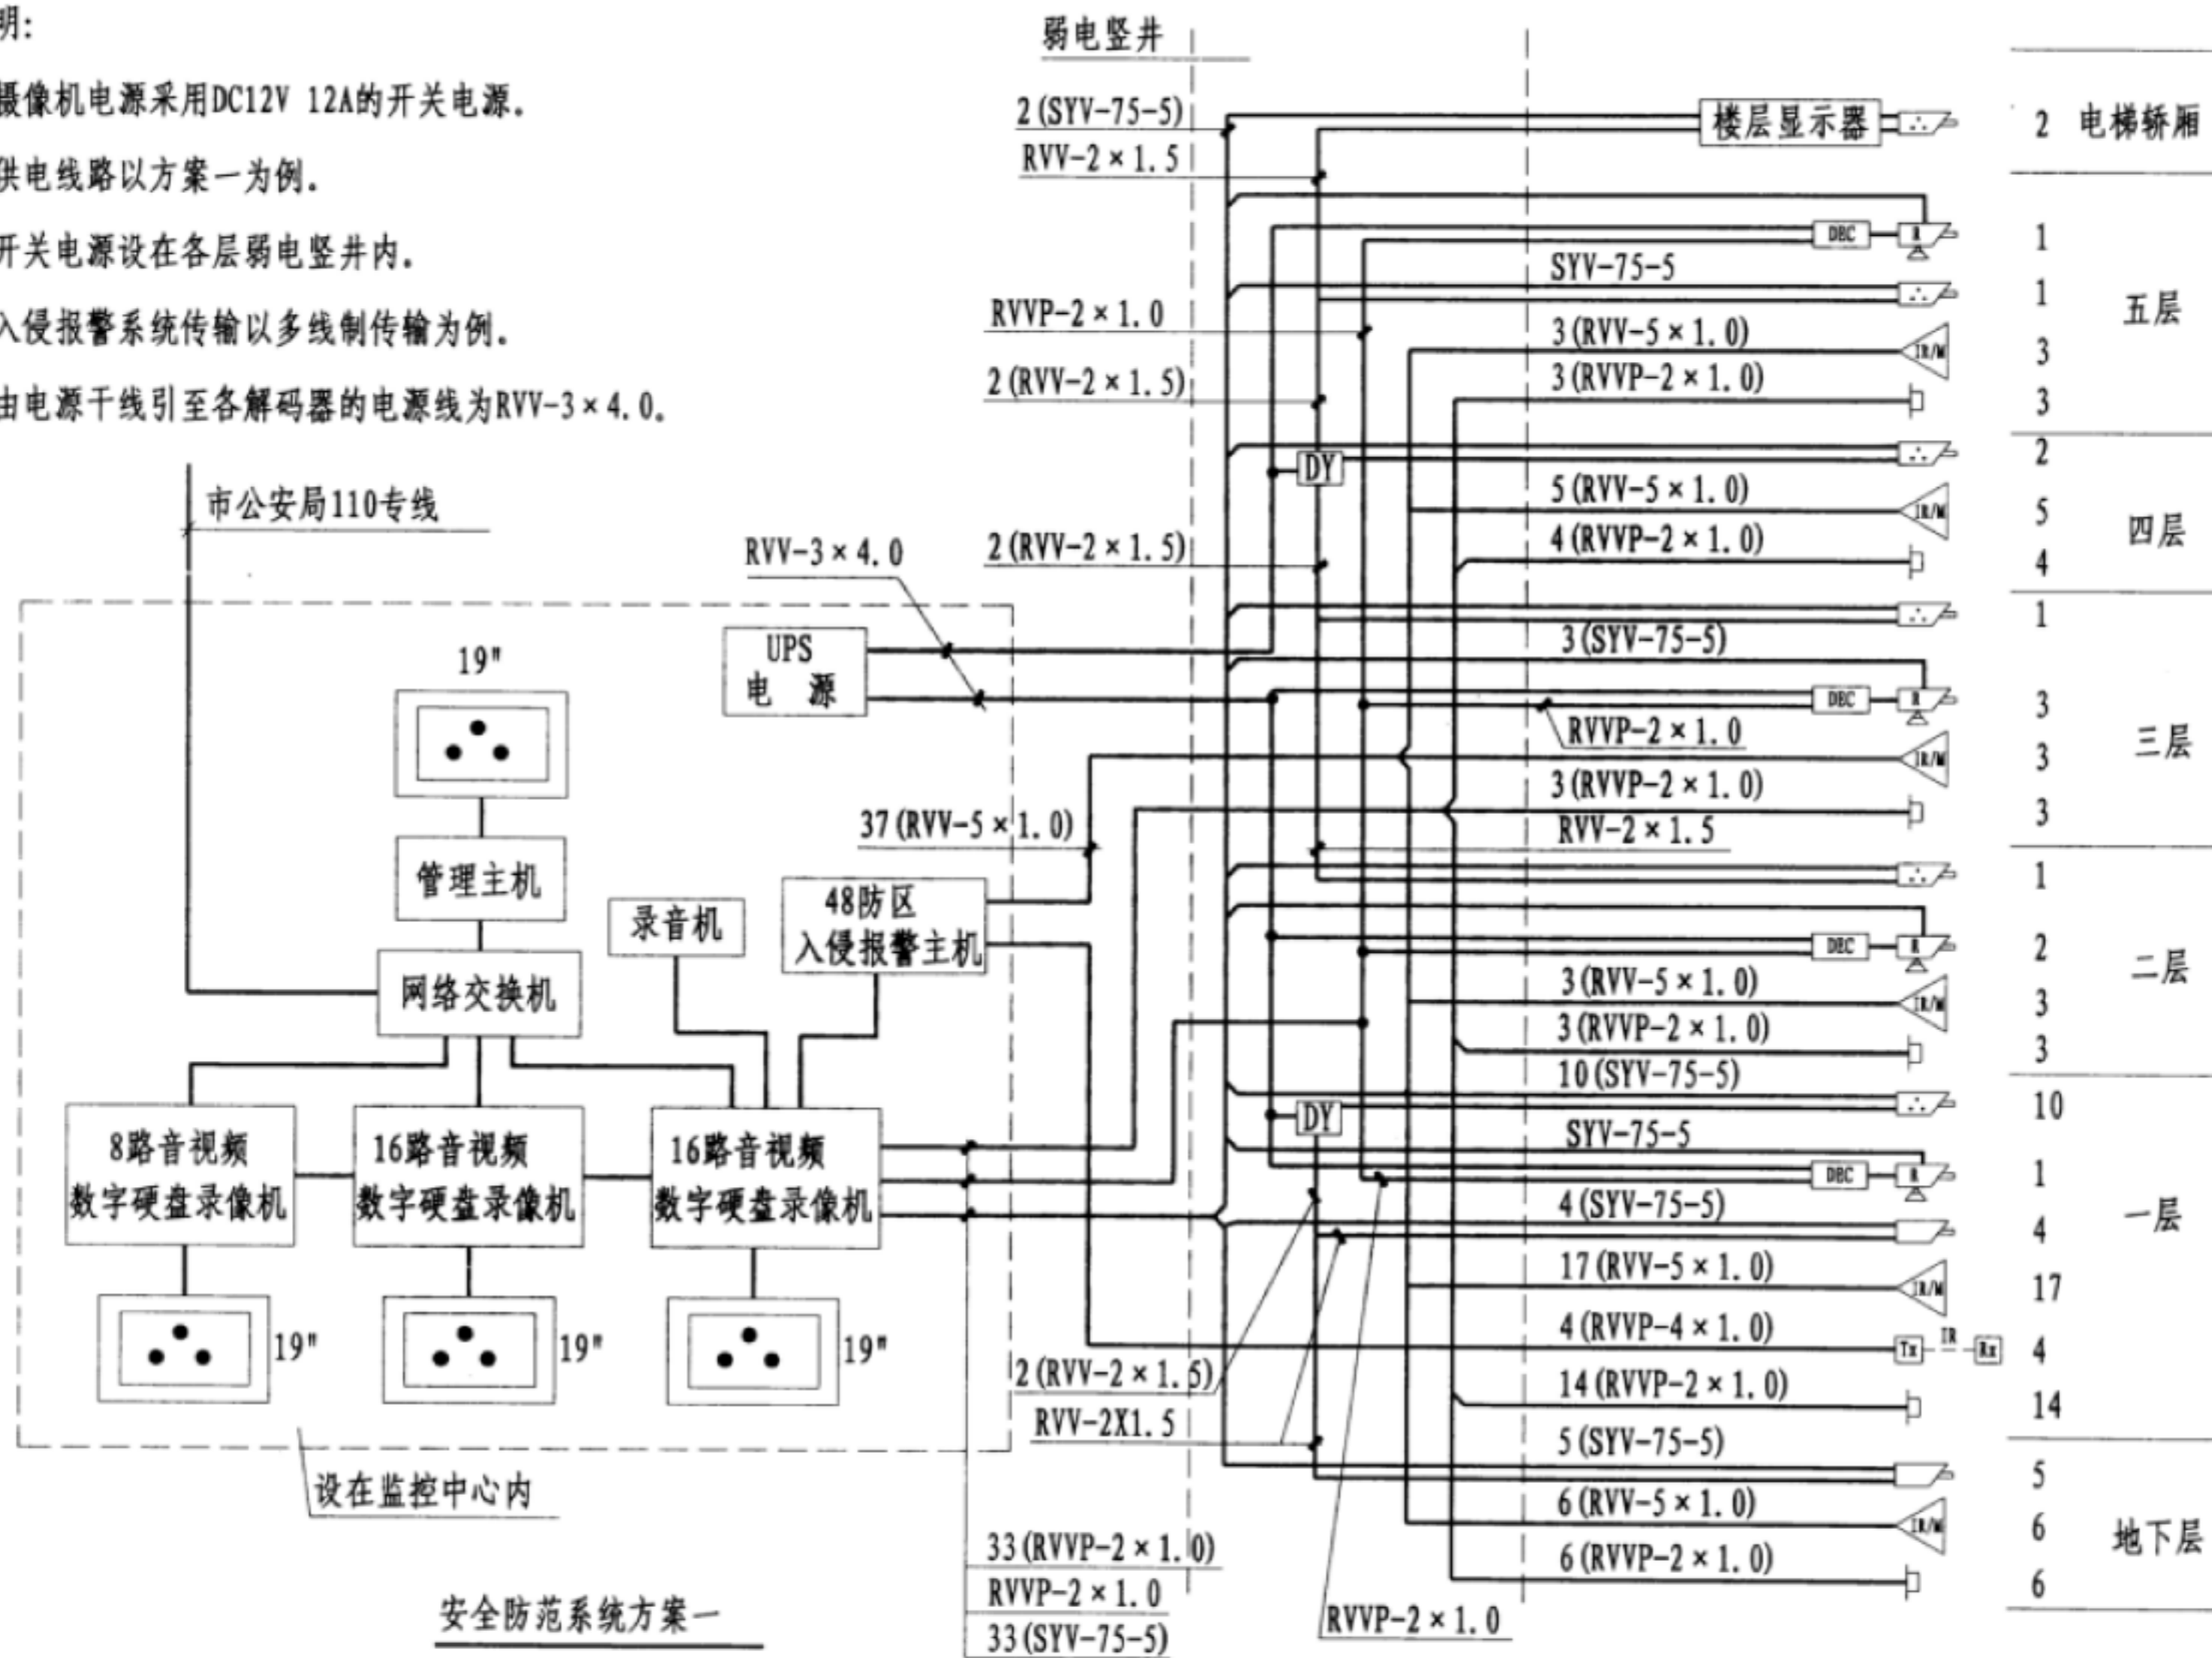 明:
摄像机电源采用DC12V 12A的开关电源。
供电线路以方案一为例。
开关电源设在各层弱电竖井内。
入侵报警系统传输以多线制传输为例。
由电源干线引至各解码器的电源线为RVV-3×4.0。
市公安局110专线
RVV-3×4.0
UPS
电 源
19"
管理主机
网络交换机
录音机
48防区
入侵报警主机
37(RVV-5×1.0)
8路音视频
数字硬盘录像机
16路音视频
数字硬盘录像机
16路音视频
数字硬盘录像机
19"
19"
19"
设在监控中心内
安全防范系统方案一
弱电竖井
2(SYV-75-5)
RVV-2×1.5
RVVP-2×1.0
2(RVV-2×1.5)
2(RVV-2×1.5)
2(RVV-2×1.5)
RVV-2X1.5
33(RVVP-2×1.0)
RVVP-2×1.0
33(SYV-75-5)
RVVP-2×1.0
楼层显示器
2 电梯轿厢
DEC R 1
SYV-75-5
1
五层
3(RVV-5×1.0)
IR/M 3
3(RVVP-2×1.0)
3
DY
2
5(RVV-5×1.0)
IR/M 5
四层
4(RVVP-2×1.0)
4
1
3(SYV-75-5)
DEC R 3
RVVP-2×1.0
三层
IR/M 3
3(RVVP-2×1.0)
3
RVV-2×1.5
1
DEC R 2
二层
3(RVV-5×1.0)
IR/M 3
3(RVVP-2×1.0)
3
10(SYV-75-5)
10
DY
SYV-75-5
DEC R 1
4(SYV-75-5)
4
一层
17(RVV-5×1.0)
IR/M 17
4(RVVP-4×1.0)
Tx IR Rx 4
14(RVVP-2×1.0)
14
5(SYV-75-5)
5
6(RVV-5×1.0)
IR/M 6
地下层
6(RVVP-2×1.0)
6